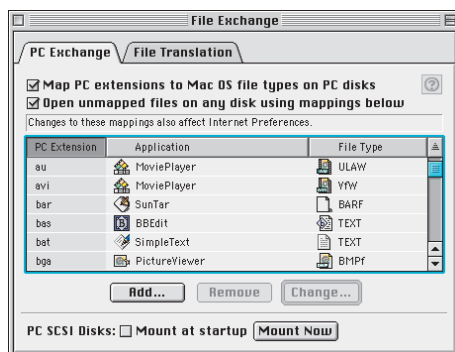 File Exchange
PC Exchange File Translation
Map PC extensions to Mac OS file types on PC disks
Open unmapped files on any disk using mappings below
Changes to these mappings also affect Internet Preferences.
PC Extension Application File Type
au MoviePlayer ULAW
avi MoviePlayer VfW
bar SunTar BARF
bas BBEdit TEXT
bat SimpleText TEXT
bga PictureViewer BMPf
Add... Remove Change...
PC SCSI Disks: Mount at startup Mount Now